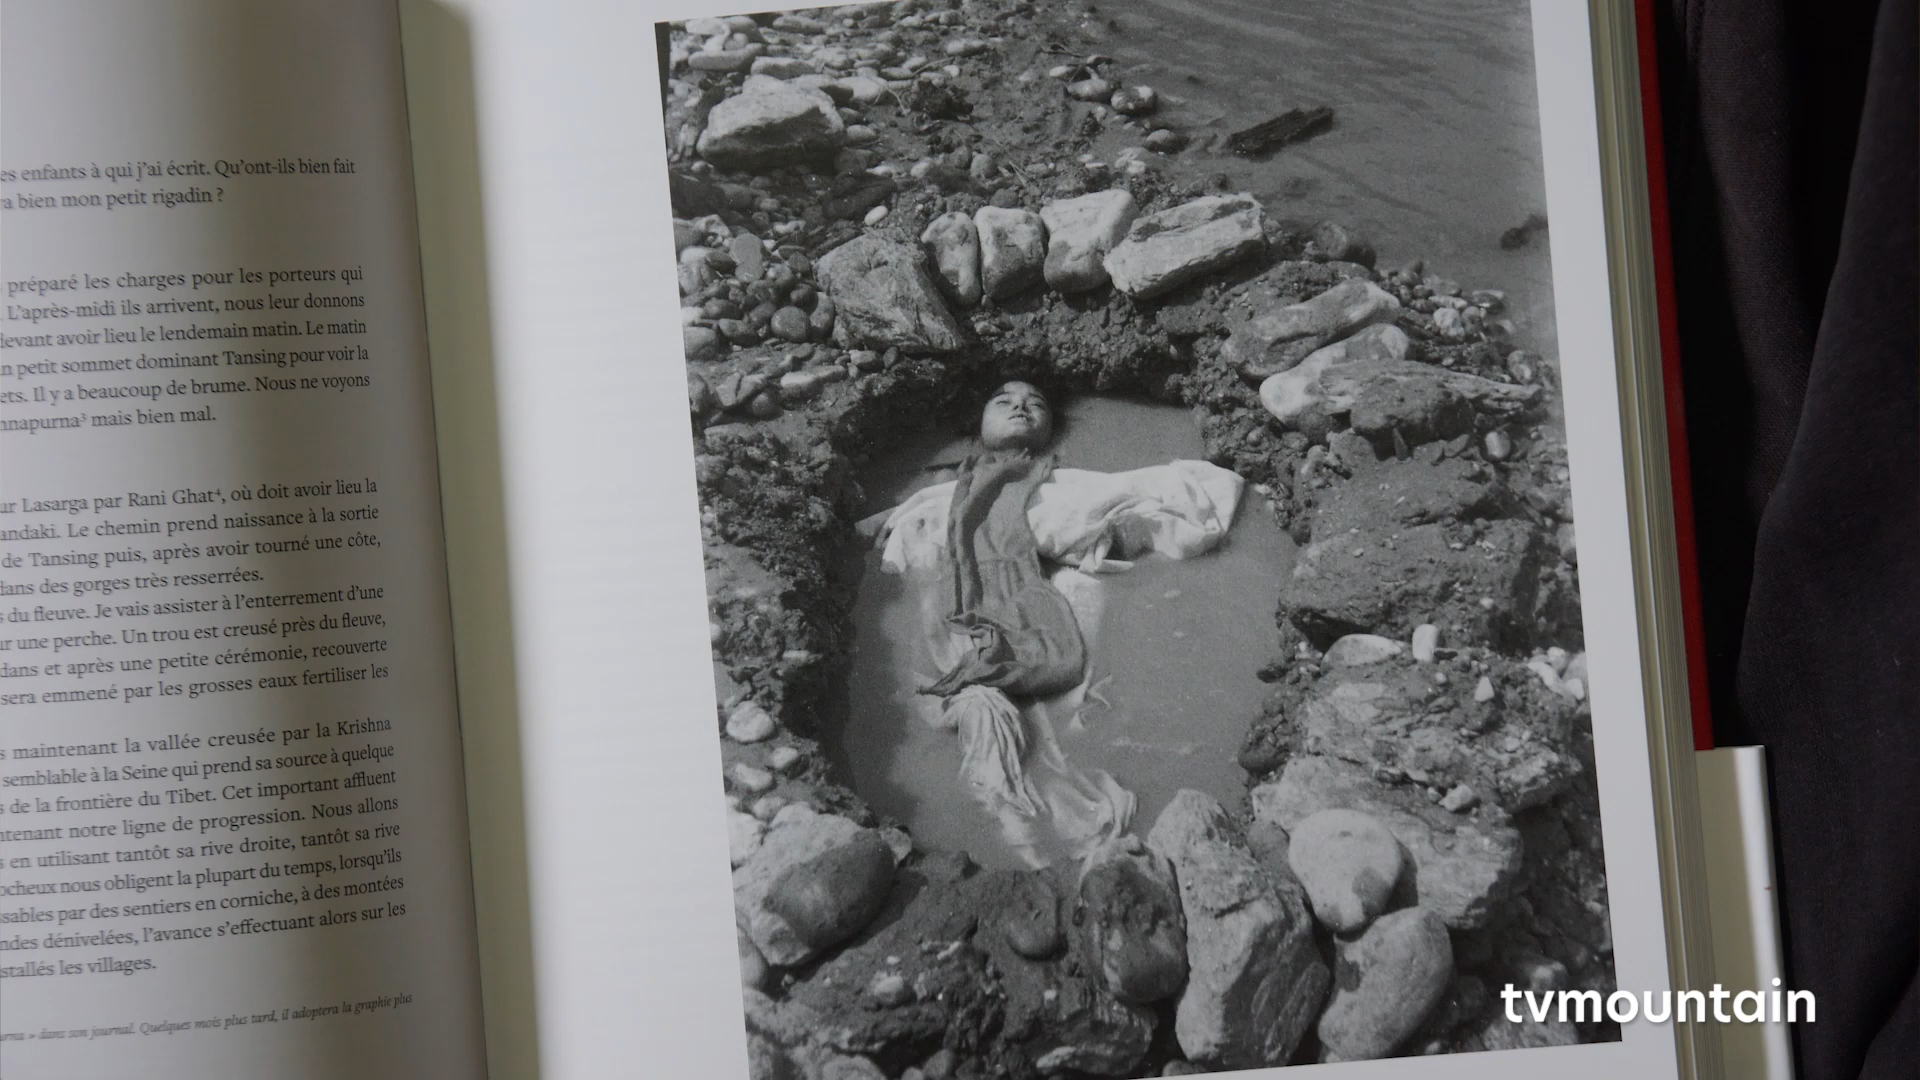 es enfants à qui j'ai écrit. Qu'ont-ils bien fait
a bien mon petit rigadin ?
préparé les charges pour les porteurs qui
L'après-midi ils arrivent, nous leur donnons
devant avoir lieu le lendemain matin. Le matin
n petit sommet dominant Tansing pour voir la
ets. Il y a beaucoup de brume. Nous ne voyons
nnapurna³ mais bien mal.
ur Lasarga par Rani Ghat⁴, où doit avoir lieu la
andaki. Le chemin prend naissance à la sortie
de Tansing puis, après avoir tourné une côte,
dans des gorges très resserrées.
s du fleuve. Je vais assister à l'enterrement d'une
ur une perche. Un trou est creusé près du fleuve,
dans et après une petite cérémonie, recouverte
sera emmené par les grosses eaux fertiliser les
s maintenant la vallée creusée par la Krishna
semblable à la Seine qui prend sa source à quelque
s de la frontière du Tibet. Cet important affluent
ntenant notre ligne de progression. Nous allons
s en utilisant tantôt sa rive droite, tantôt sa rive
ocheux nous obligent la plupart du temps, lorsqu'ils
ssables par des sentiers en corniche, à des montées
ndes dénivelées, l'avance s'effectuant alors sur les
stallés les villages.
urna » dans son journal. Quelques mois plus tard, il adoptera la graphie plus
tvmountain